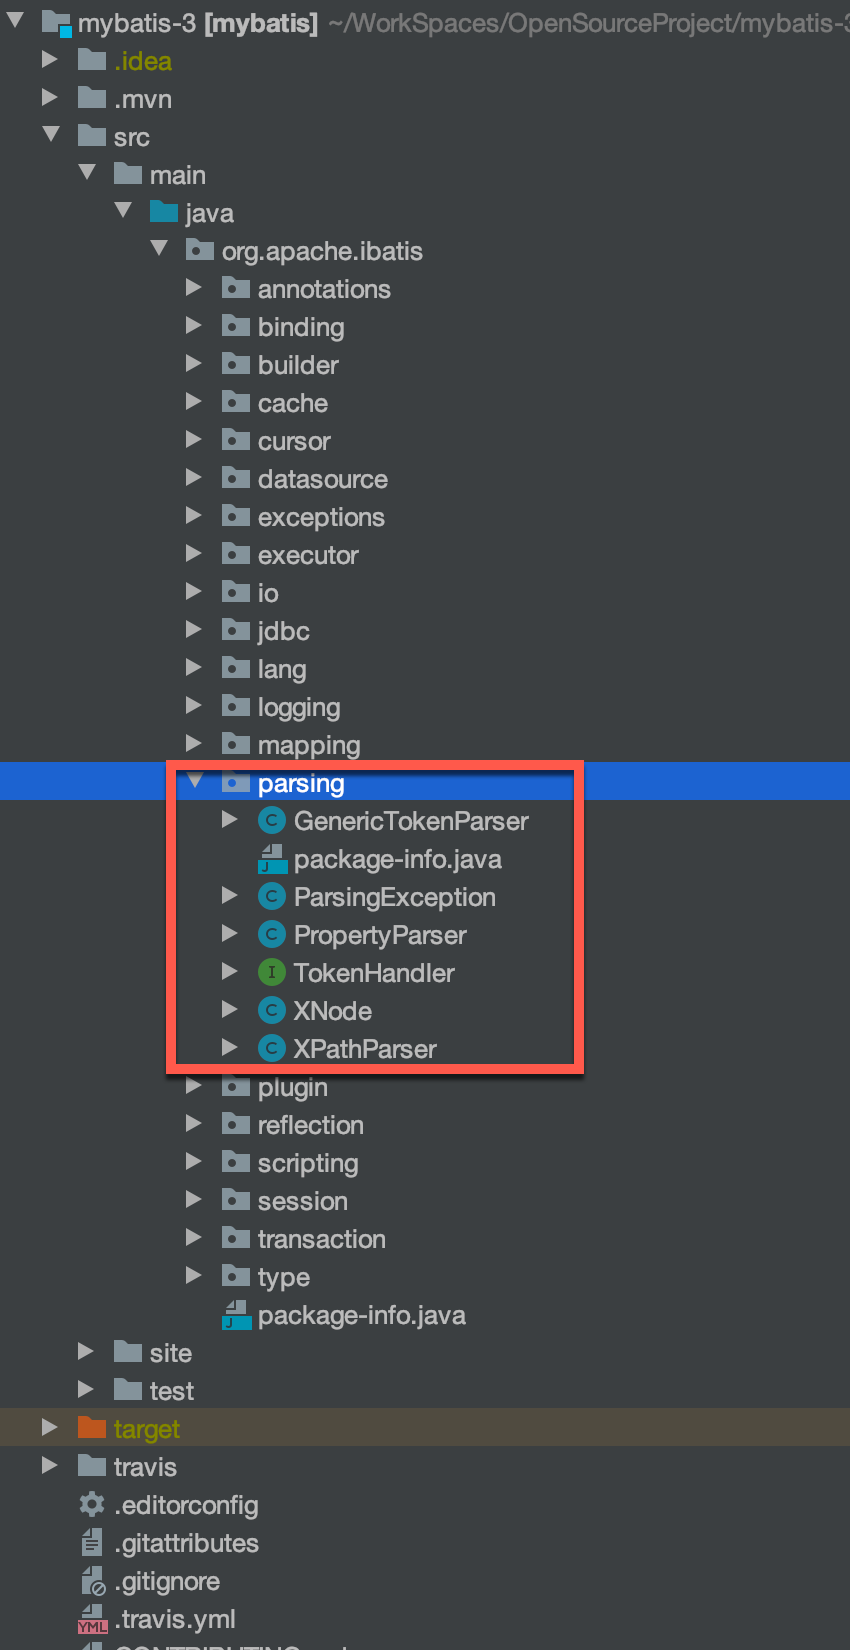 mybatis-3 [mybatis] ~/WorkSpaces/OpenSourceProject/mybatis-3
.idea
.mvn
src
main
java
org.apache.ibatis
annotations
binding
builder
cache
cursor
datasource
exceptions
executor
io
jdbc
lang
logging
mapping
parsing
C GenericTokenParser
J package-info.java
C ParsingException
C PropertyParser
I TokenHandler
C XNode
C XPathParser
plugin
reflection
scripting
session
transaction
type
J package-info.java
site
test
target
travis
.editorconfig
.gitattributes
.gitignore
YML .travis.yml